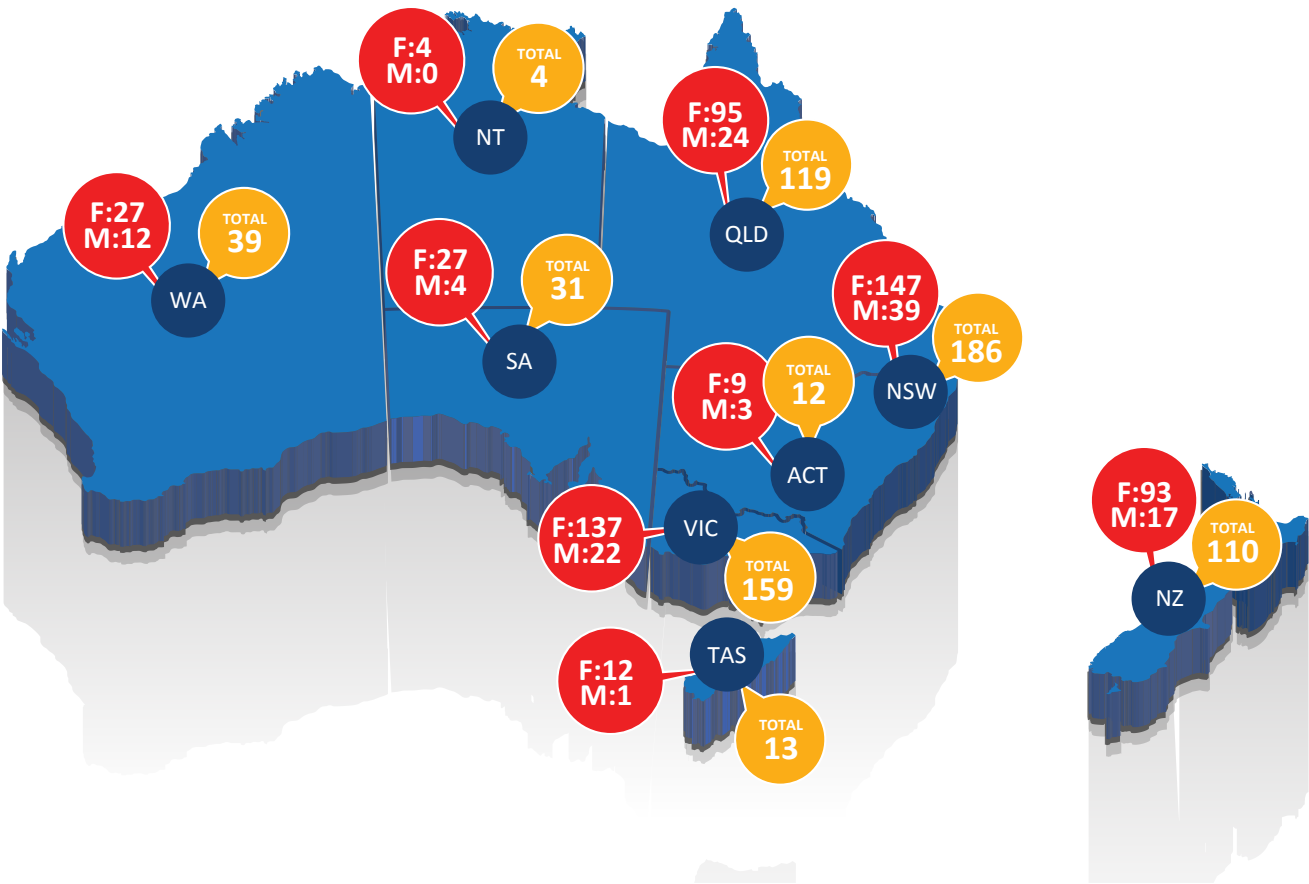 F:4
M:0
TOTAL
4
NT
F:95
M:24
TOTAL
119
QLD
F:27
M:12
TOTAL
39
WA
F:27
M:4
TOTAL
31
SA
F:147
M:39
TOTAL
186
NSW
F:9
M:3
TOTAL
12
ACT
F:137
M:22
VIC
TOTAL
159
F:12
M:1
TAS
TOTAL
13
F:93
M:17
TOTAL
110
NZ